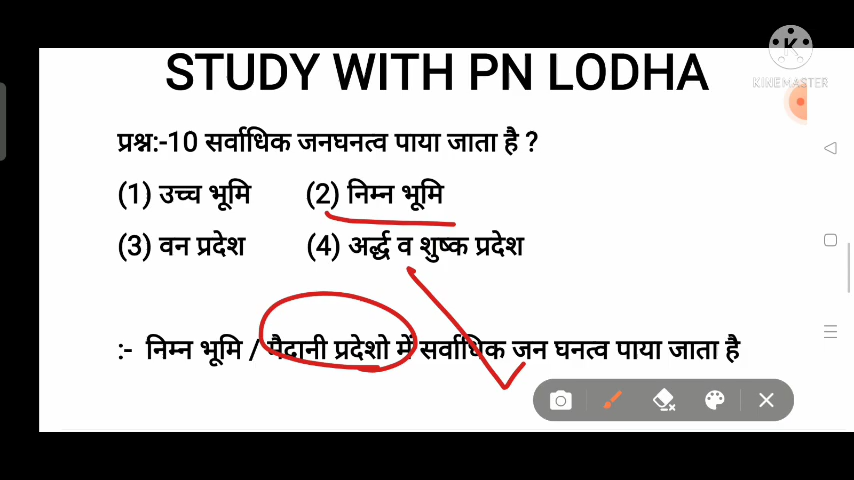 STUDY WITH PN LODHA
KINEMASTER
प्रश्न:-10 सर्वाधिक जनघनत्व पाया जाता है ?
(1) उच्च भूमि (2) निम्न भूमि
(3) वन प्रदेश (4) अर्द्ध व शुष्क प्रदेश
:- निम्न भूमि / मैदानी प्रदेशो में सर्वाधिक जन घनत्व पाया जाता है